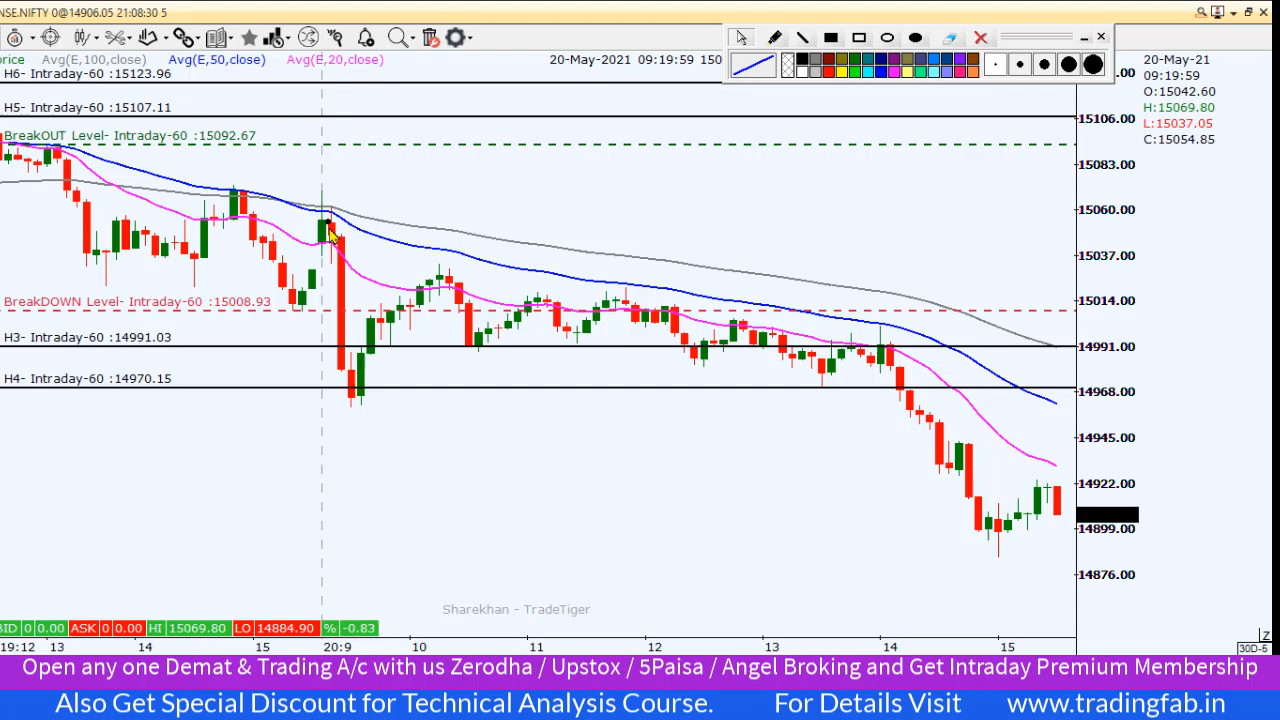 NSE.NIFTY 0@14906.05 21:08:30 5
price Avg(E,100,close) Avg(E,50,close) Avg(E,20,close) 20-May-2021 09:19:59 150
H6- Intraday-60 :15123.96
H5- Intraday-60 :15107.11
BreakOUT Level- Intraday-60 :15092.67
BreakDOWN Level- Intraday-60 :15008.93
H3- Intraday-60 :14991.03
H4- Intraday-60 :14970.15
.00
15106.00
15083.00
15060.00
15037.00
15014.00
14991.00
14968.00
14945.00
14922.00
14899.00
14876.00
20-May-21
09:19:59
O:15042.60
H:15069.80
L:15037.05
C:15054.85
Sharekhan - TradeTiger
BID 0 0.00 ASK 0 0.00 HI 15069.80 LO 14884.90 % -0.83
19:12 13 14 15 20:9 10 11 12 13 14 15
Z
30D-5
Open any one Demat & Trading A/c with us Zerodha / Upstox / 5Paisa / Angel Broking and Get Intraday Premium Membership
Also Get Special Discount for Technical Analysis Course. For Details Visit www.tradingfab.in